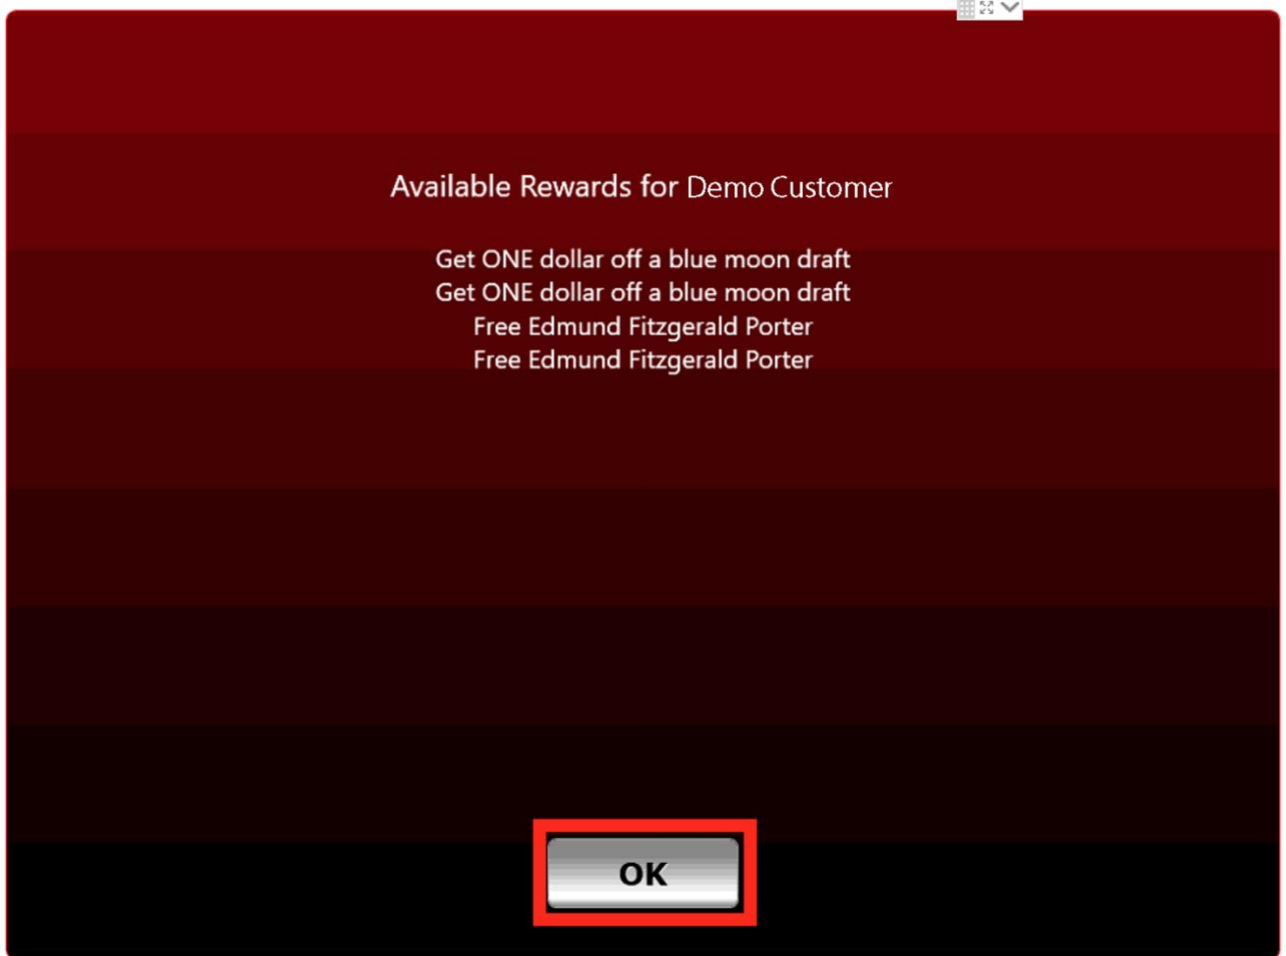 Available Rewards for Demo Customer
Get ONE dollar off a blue moon draft
Get ONE dollar off a blue moon draft
Free Edmund Fitzgerald Porter
Free Edmund Fitzgerald Porter
OK